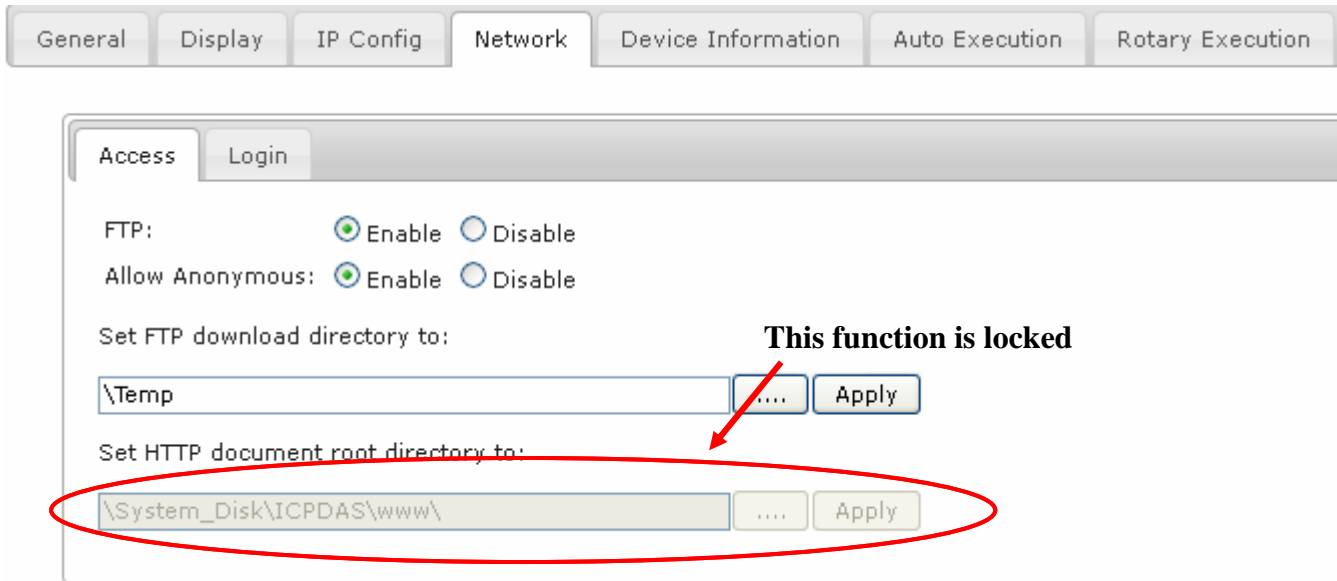 General Display IP Config Network Device Information Auto Execution Rotary Execution
Access Login
FTP: Enable Disable
Allow Anonymous: Enable Disable
Set FTP download directory to:
This function is locked
\Temp .... Apply
Set HTTP document root directory to:
\System_Disk\ICPDAS\www\ .... Apply